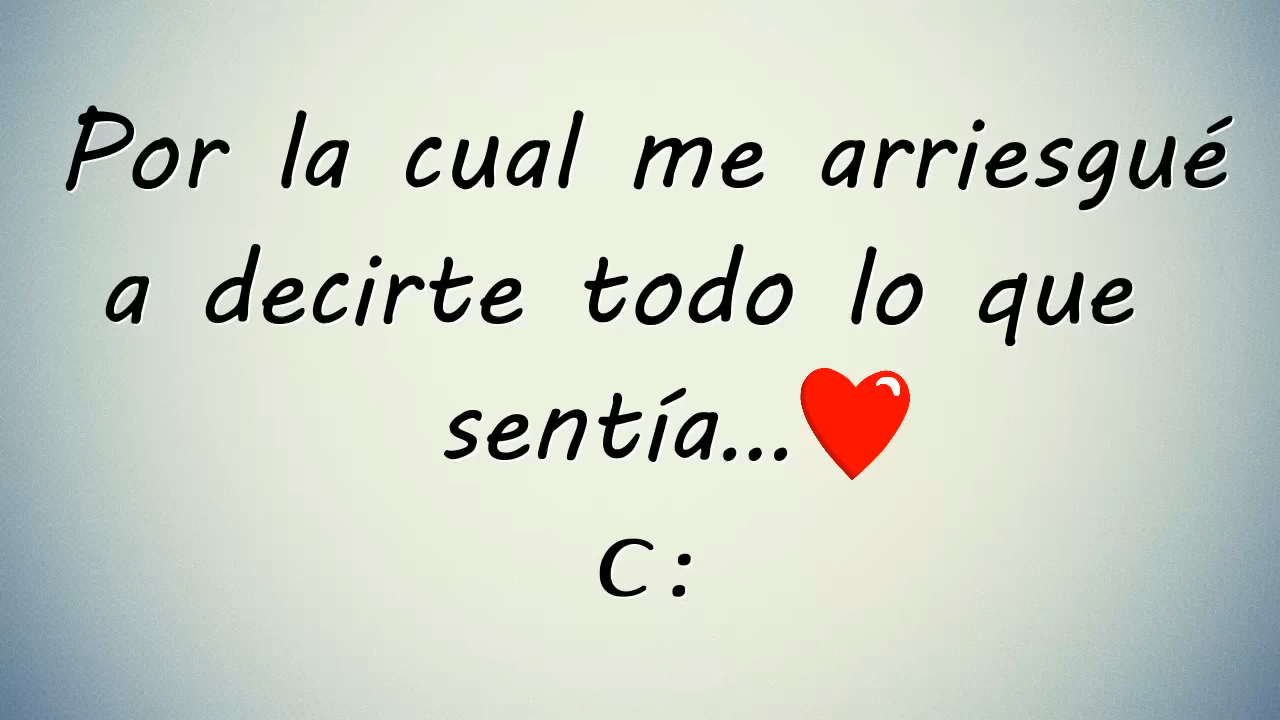 Por la cual me arriesgué
a decirte todo lo que
sentía...❤️
C: